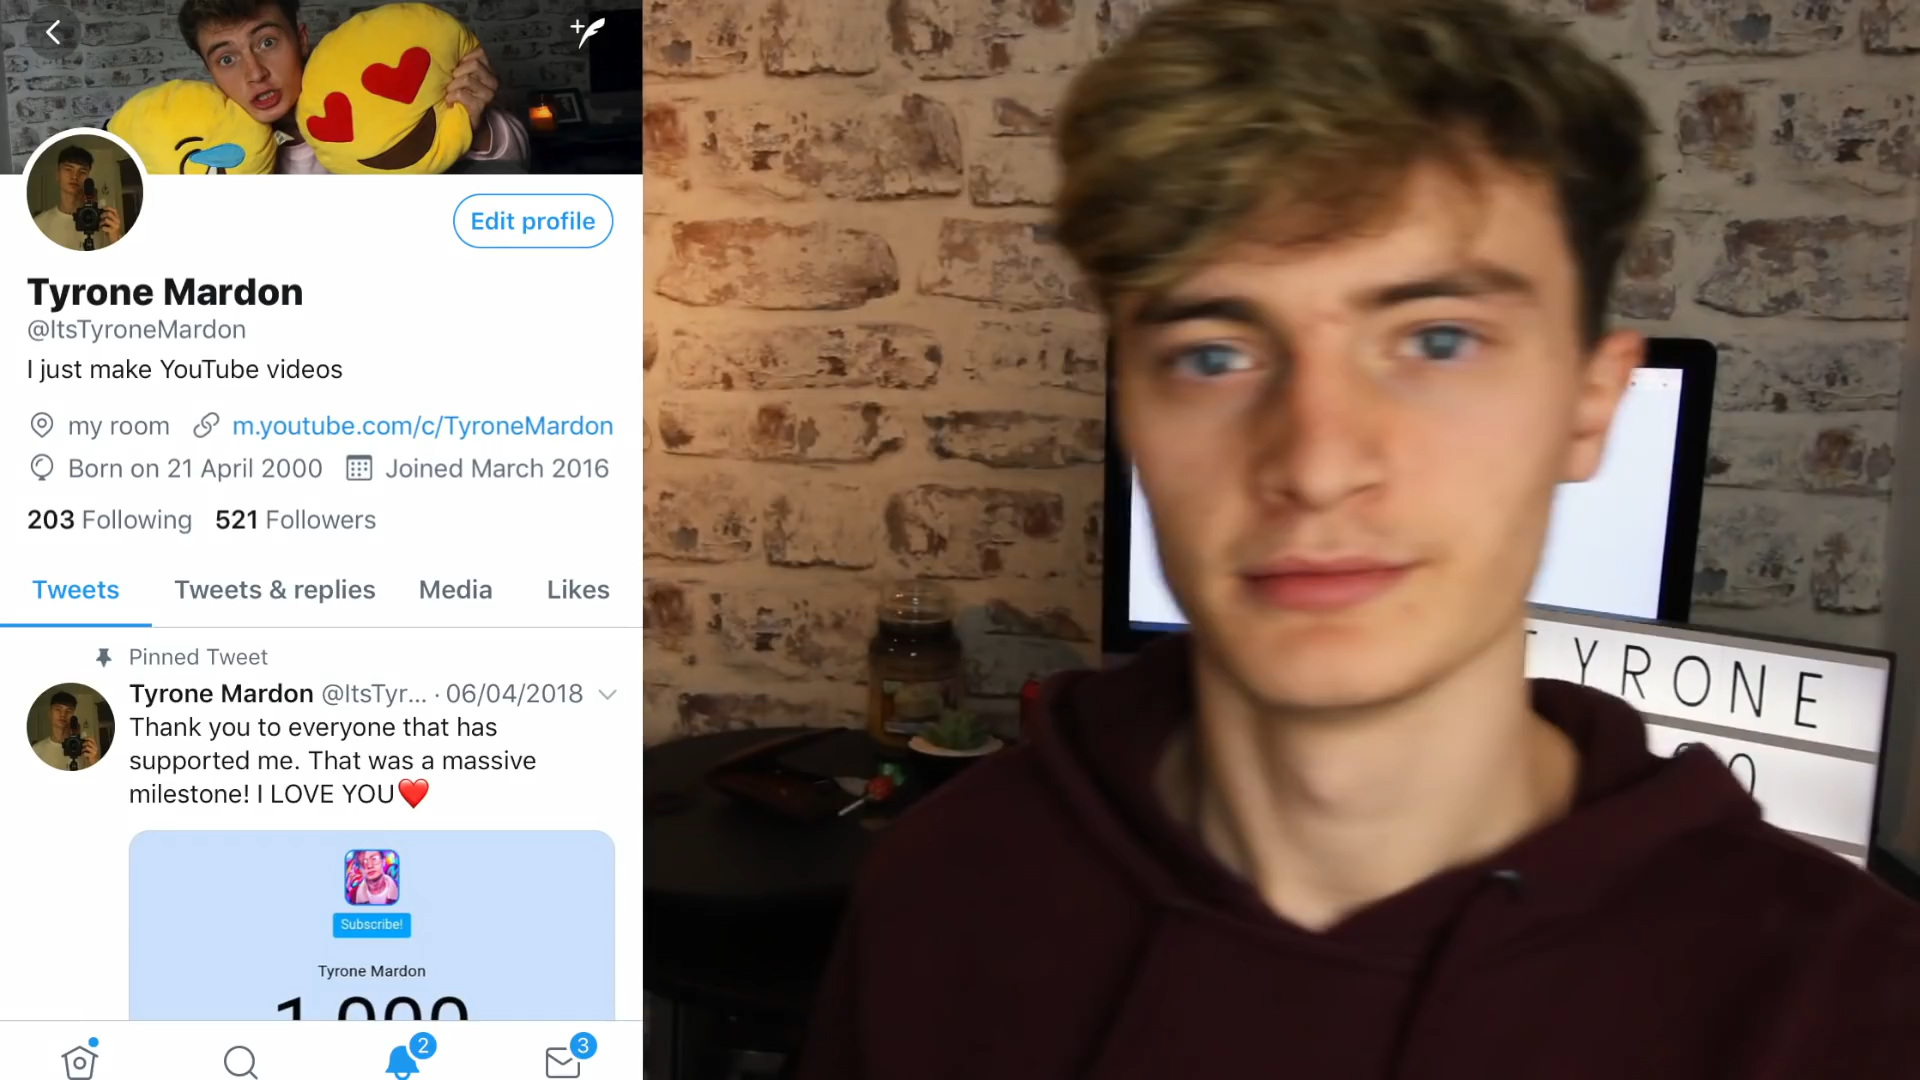 Edit profile
Tyrone Mardon
@ItsTyroneMardon
I just make YouTube videos
my room m.youtube.com/c/TyroneMardon
Born on 21 April 2000 Joined March 2016
203 Following 521 Followers
Tweets Tweets & replies Media Likes
Pinned Tweet
Tyrone Mardon @ItsTyr... · 06/04/2018
Thank you to everyone that has
supported me. That was a massive
milestone! I LOVE YOU❤️
Subscribe!
Tyrone Mardon
1,000
2
3
TYRONE